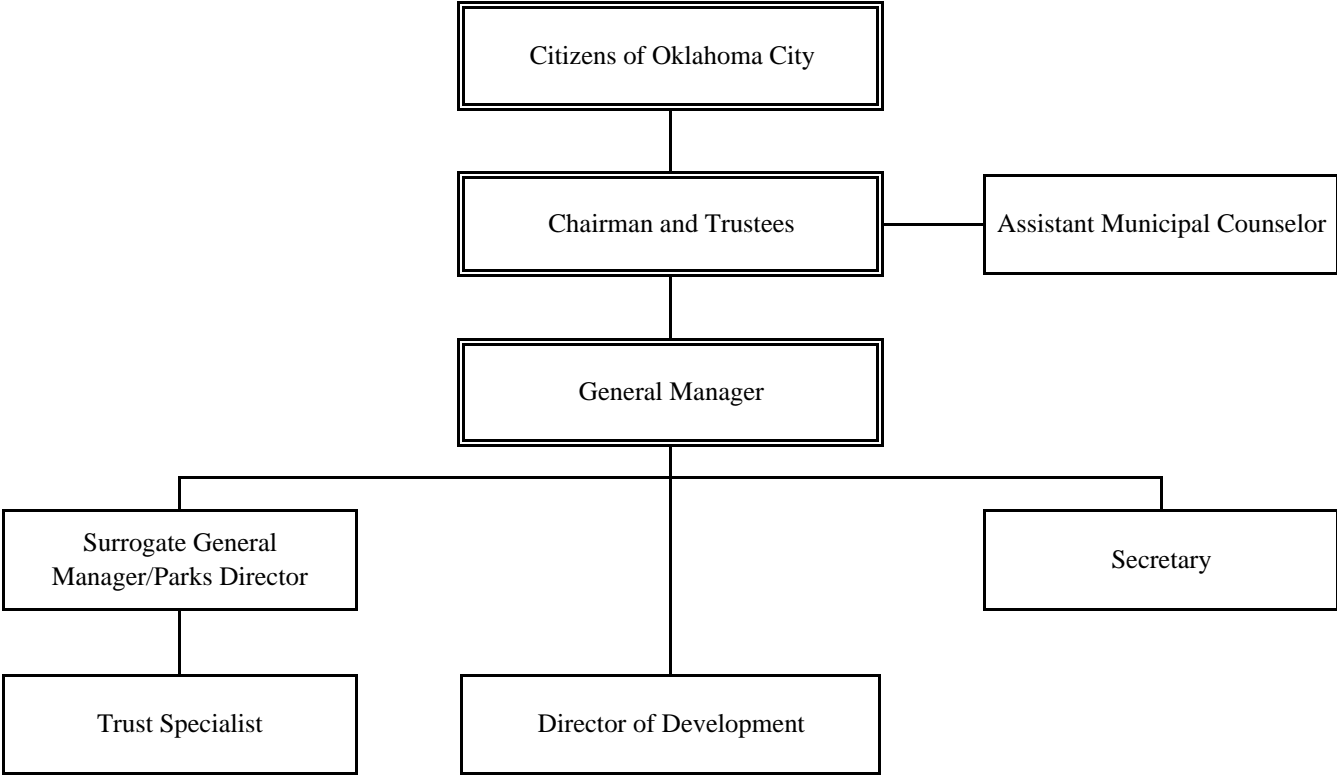 Citizens of Oklahoma City
Chairman and Trustees
Assistant Municipal Counselor
General Manager
Surrogate General
Manager/Parks Director
Secretary
Trust Specialist
Director of Development